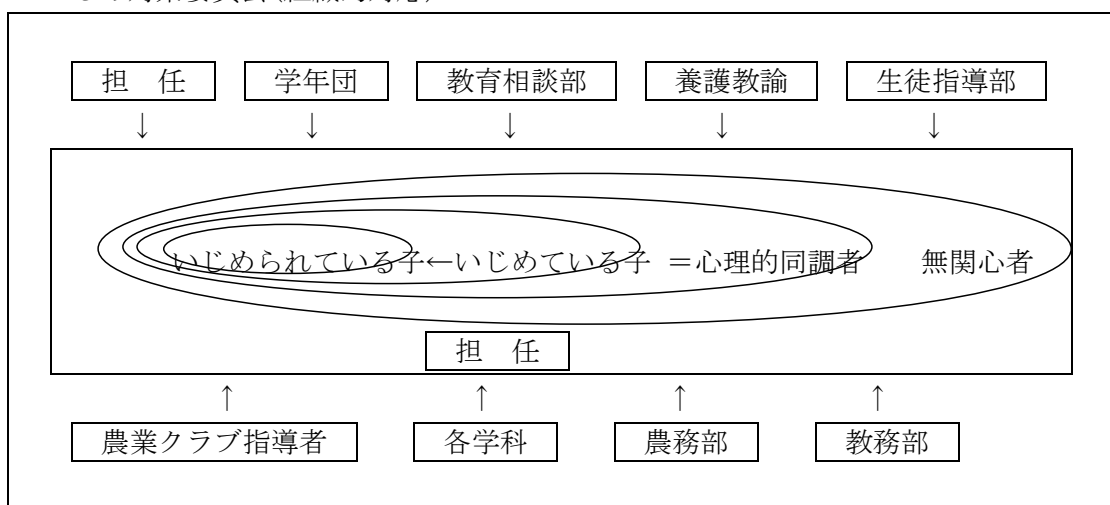 担　任　学年団　教育相談部　養護教諭　生徒指導部
↓　↓　↓　↓　↓
いじめられている子←いじめている子 ＝心理的同調者　無関心者
担　任
↑　↑　↑　↑
農業クラブ指導者　各学科　農務部　教務部